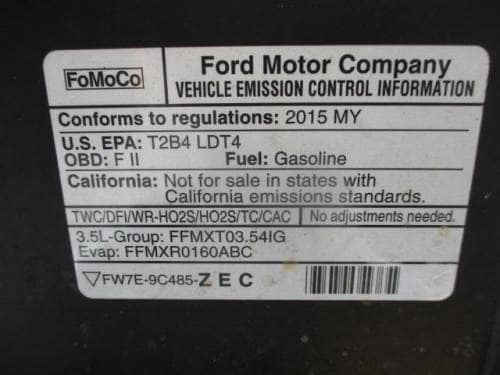 FoMoCo
Ford Motor Company
VEHICLE EMISSION CONTROL INFORMATION
Conforms to regulations: 2015 MY
U.S. EPA: T2B4 LDT4
OBD: F II Fuel: Gasoline
California: Not for sale in states with
California emissions standards.
TWC/DFI/WR-HO2S/HO2S/TC/CAC No adjustments needed.
3.5L-Group: FFMXT03.54IG
Evap: FFMXR0160ABC
▽FW7E-9C485-Z E C